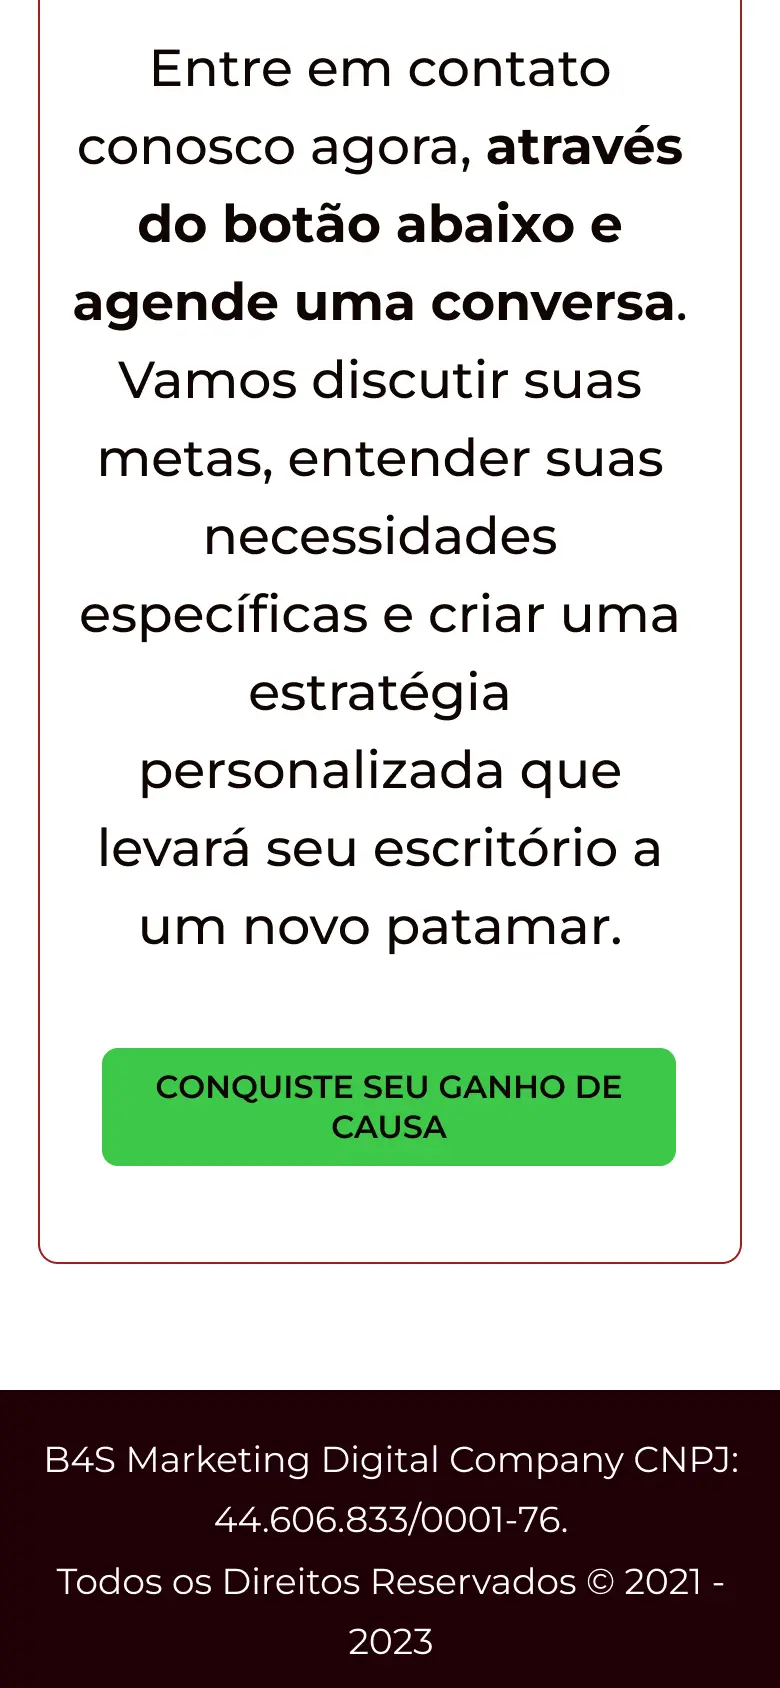 Entre em contato
conosco agora, através
do botão abaixo e
agende uma conversa.
Vamos discutir suas
metas, entender suas
necessidades
específicas e criar uma
estratégia
personalizada que
levará seu escritório a
um novo patamar.
CONQUISTE SEU GANHO DE
CAUSA
B4S Marketing Digital Company CNPJ:
44.606.833/0001-76.
Todos os Direitos Reservados © 2021 -
2023